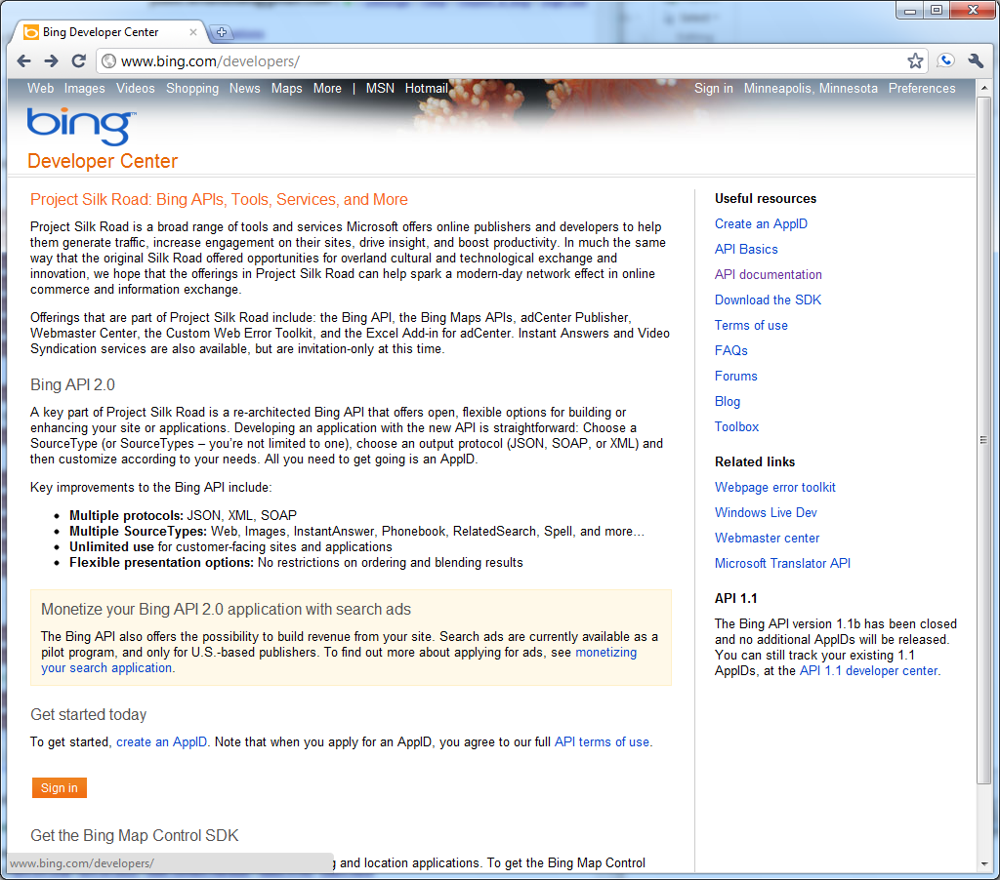 Bing Developer Center
www.bing.com/developers/
Web Images Videos Shopping News Maps More | MSN Hotmail
Sign in Minneapolis, Minnesota Preferences
bing™
Developer Center
Project Silk Road: Bing APIs, Tools, Services, and More
Project Silk Road is a broad range of tools and services Microsoft offers online publishers and developers to help
them generate traffic, increase engagement on their sites, drive insight, and boost productivity. In much the same
way that the original Silk Road offered opportunities for overland cultural and technological exchange and
innovation, we hope that the offerings in Project Silk Road can help spark a modern-day network effect in online
commerce and information exchange.
Offerings that are part of Project Silk Road include: the Bing API, the Bing Maps APIs, adCenter Publisher,
Webmaster Center, the Custom Web Error Toolkit, and the Excel Add-in for adCenter. Instant Answers and Video
Syndication services are also available, but are invitation-only at this time.
Bing API 2.0
A key part of Project Silk Road is a re-architected Bing API that offers open, flexible options for building or
enhancing your site or applications. Developing an application with the new API is straightforward: Choose a
SourceType (or SourceTypes – you're not limited to one), choose an output protocol (JSON, SOAP, or XML) and
then customize according to your needs. All you need to get going is an AppID.
Key improvements to the Bing API include:
• Multiple protocols: JSON, XML, SOAP
• Multiple SourceTypes: Web, Images, InstantAnswer, Phonebook, RelatedSearch, Spell, and more...
• Unlimited use for customer-facing sites and applications
• Flexible presentation options: No restrictions on ordering and blending results
Monetize your Bing API 2.0 application with search ads
The Bing API also offers the possibility to build revenue from your site. Search ads are currently available as a
pilot program, and only for U.S.-based publishers. To find out more about applying for ads, see monetizing
your search application.
Get started today
To get started, create an AppID. Note that when you apply for an AppID, you agree to our full API terms of use.
Sign in
Get the Bing Map Control SDK
and location applications. To get the Bing Map Control
www.bing.com/developers/
Useful resources
Create an AppID
API Basics
API documentation
Download the SDK
Terms of use
FAQs
Forums
Blog
Toolbox
Related links
Webpage error toolkit
Windows Live Dev
Webmaster center
Microsoft Translator API
API 1.1
The Bing API version 1.1b has been closed
and no additional AppIDs will be released.
You can still track your existing 1.1
AppIDs, at the API 1.1 developer center.